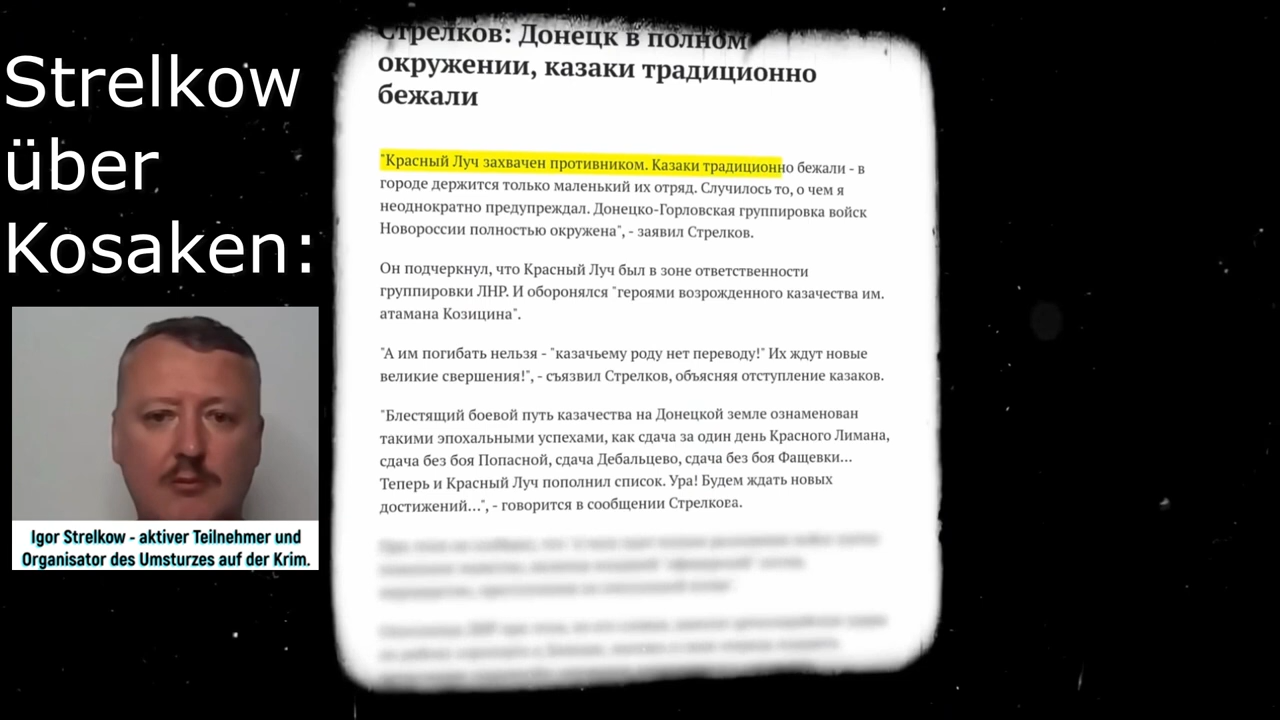 Strelkow
über
Kosaken:
Igor Strelkow - aktiver Teilnehmer und
Organisator des Umsturzes auf der Krim.
Стрелков: Донецк в полном
окружении, казаки традиционно
бежали
"Красный Луч захвачен противником. Казаки традиционно бежали - в
городе держится только маленький их отряд. Случилось то, о чем я
неоднократно предупреждал. Донецко-Горловская группировка войск
Новороссии полностью окружена", - заявил Стрелков.
Он подчеркнул, что Красный Луч был в зоне ответственности
группировки ЛНР. И оборонялся "героями возрожденного казачества им.
атамана Козицина".
"А им погибать нельзя - "казачьему роду нет переводу!" Их ждут новые
великие свершения!", - съязвил Стрелков, объясняя отступление казаков.
"Блестящий боевой путь казачества на Донецкой земле ознаменован
такими эпохальными успехами, как сдача за один день Красного Лимана,
сдача без боя Попасной, сдача Дебальцево, сдача без боя Фащевки...
Теперь и Красный Луч пополнил список. Ура! Будем ждать новых
достижений...", - говорится в сообщении Стрелкова.